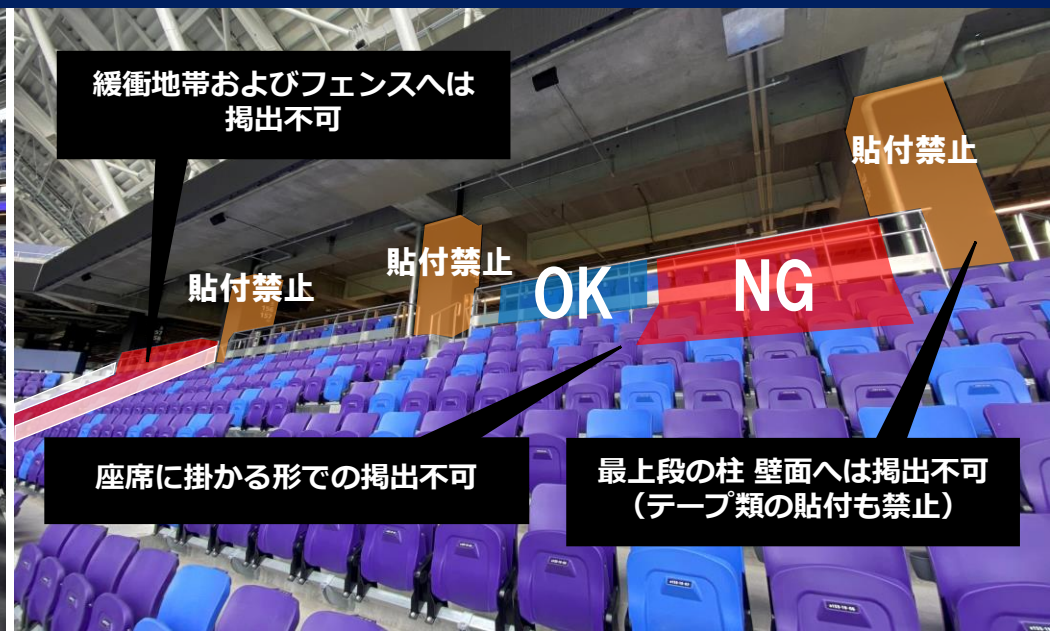 緩衝地帯およびフェンスへは
掲出不可
貼付禁止
貼付禁止
貼付禁止
OK
NG
座席に掛かる形での掲出不可
最上段の柱 壁面へは掲出不可
（テープ類の貼付も禁止）